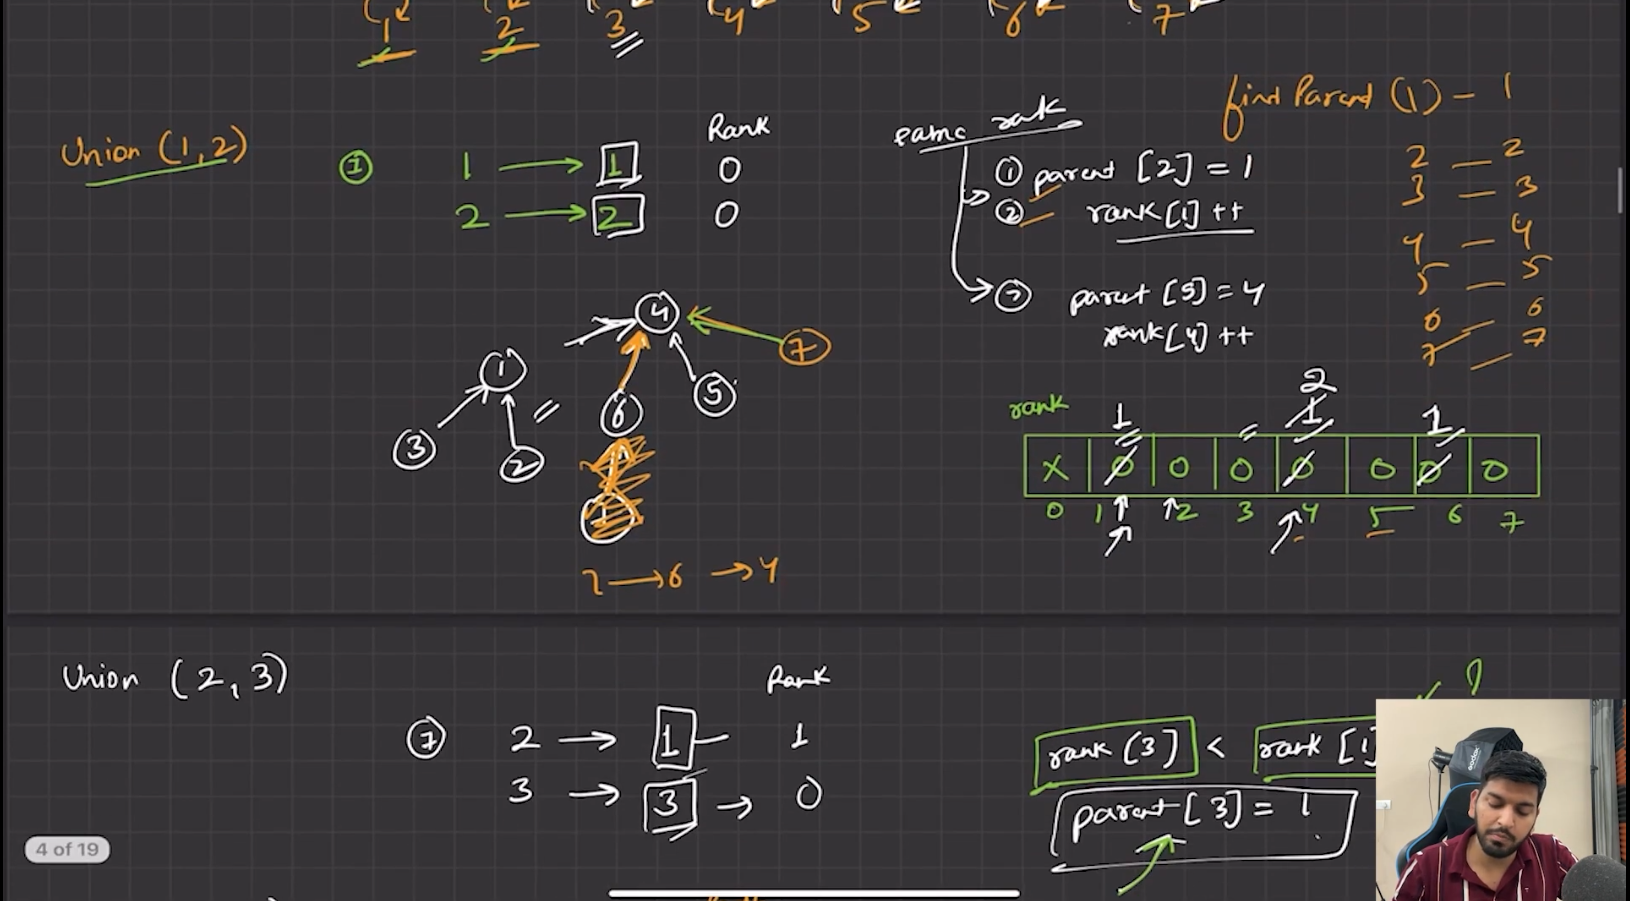 1 2 3 4 5 6 7
find Parent (1) – 1
2 — 2
3 — 3
4 — 4
5 — 5
6 — 6
7 — 7
Union (1,2)
Rank
① 1 → 1 0
2 → 2 0
same rank
① parent [2] = 1
② rank[1] ++
parent [5] = 4
rank[4] ++
4
1 7
6 5
3 2
7 → 6 → 4
rank
1 2 1
X 0 0 0 1 0 0 0 0
0 1 2 3 4 5 6 7
Union (2,3)
Rank
2 → 1 – 1
3 → 3 → 0
rank (3) < rank [1]
parent [3] = 1
4 of 19